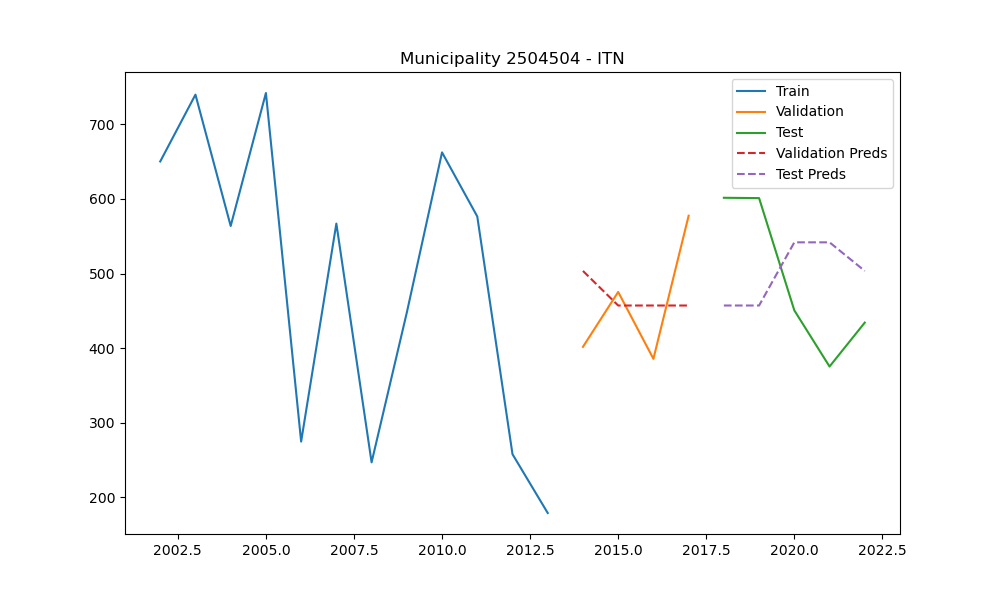 Municipality 2504504 - ITN
Train
Validation
Test
Validation Preds
Test Preds
700
600
500
400
300
200
2002.5 2005.0 2007.5 2010.0 2012.5 2015.0 2017.5 2020.0 2022.5